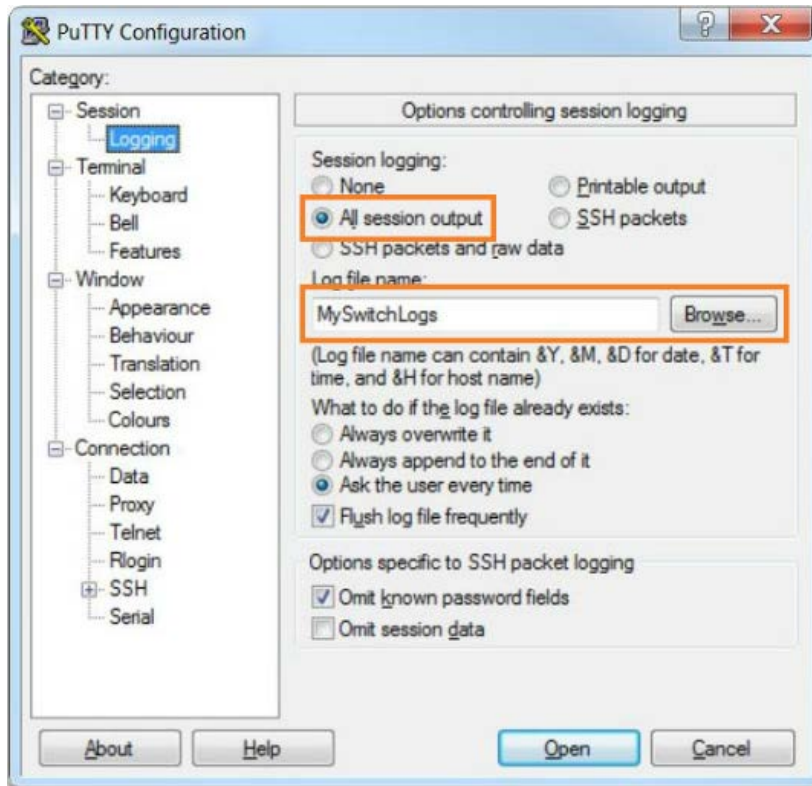 PuTTY Configuration
Category:
Session
Logging
Terminal
Keyboard
Bell
Features
Window
Appearance
Behaviour
Translation
Selection
Colours
Connection
Data
Proxy
Telnet
Rlogin
SSH
Serial
Options controlling session logging
Session logging:
None Printable output
All session output SSH packets
SSH packets and raw data
Log file name:
MySwitchLogs Browse...
(Log file name can contain &Y, &M, &D for date, &T for
time, and &H for host name)
What to do if the log file already exists:
Always overwrite it
Always append to the end of it
Ask the user every time
Flush log file frequently
Options specific to SSH packet logging
Omit known password fields
Omit session data
About Help Open Cancel